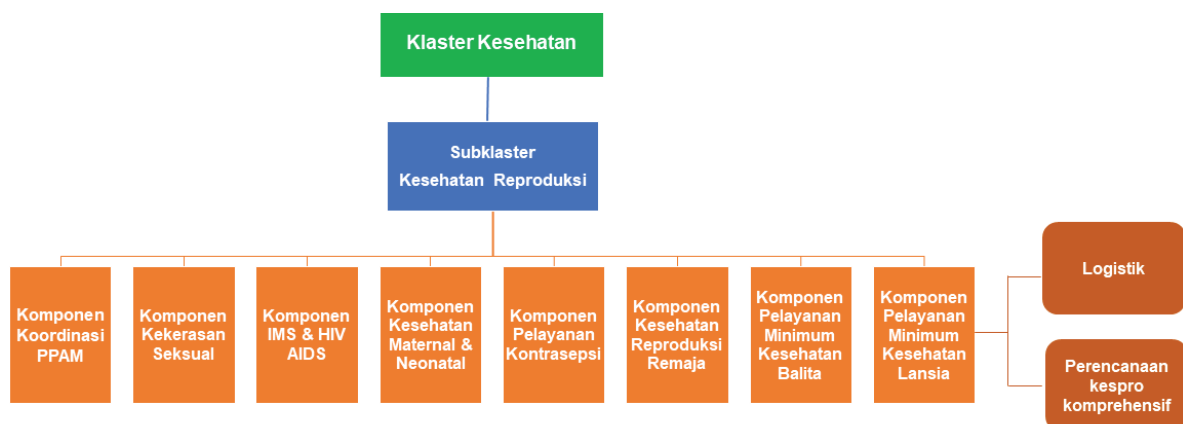 Klaster Kesehatan
Subklaster
Kesehatan Reproduksi
Komponen
Koordinasi
PPAM
Komponen
Kekerasan
Seksual
Komponen
IMS & HIV
AIDS
Komponen
Kesehatan
Maternal &
Neonatal
Komponen
Pelayanan
Kontrasepsi
Komponen
Kesehatan
Reproduksi
Remaja
Komponen
Pelayanan
Minimum
Kesehatan
Balita
Komponen
Pelayanan
Minimum
Kesehatan
Lansia
Logistik
Perencanaan
kespro
komprehensif